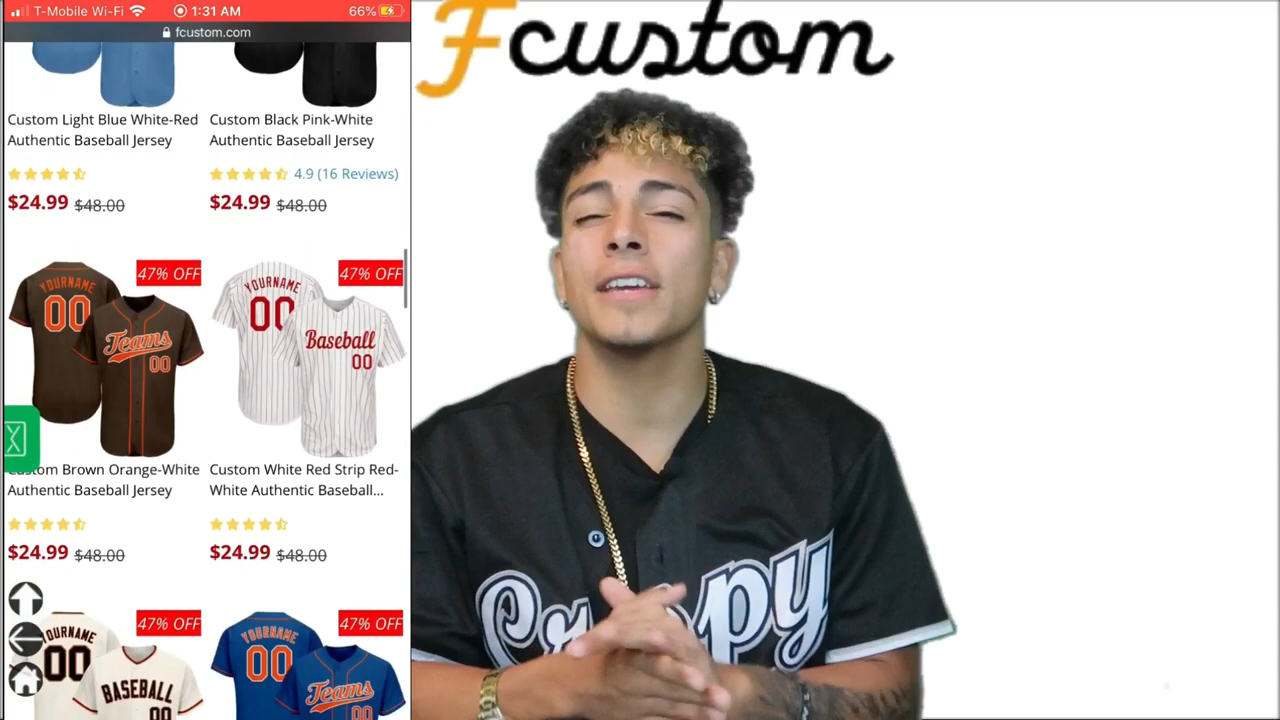 T-Mobile Wi-Fi 1:31 AM 66%
fcustom.com
Fcustom
Custom Light Blue White-Red
Authentic Baseball Jersey
$24.99 $48.00
Custom Black Pink-White
Authentic Baseball Jersey
4.9 (16 Reviews)
$24.99 $48.00
47% OFF
YOURNAME
00
Teams
00
Custom Brown Orange-White
Authentic Baseball Jersey
$24.99 $48.00
47% OFF
YOURNAME
00
Baseball
00
Custom White Red Strip Red-
White Authentic Baseball...
$24.99 $48.00
47% OFF
YOURNAME
00
BASEBALL
00
47% OFF
YOURNAME
00
Teams
00